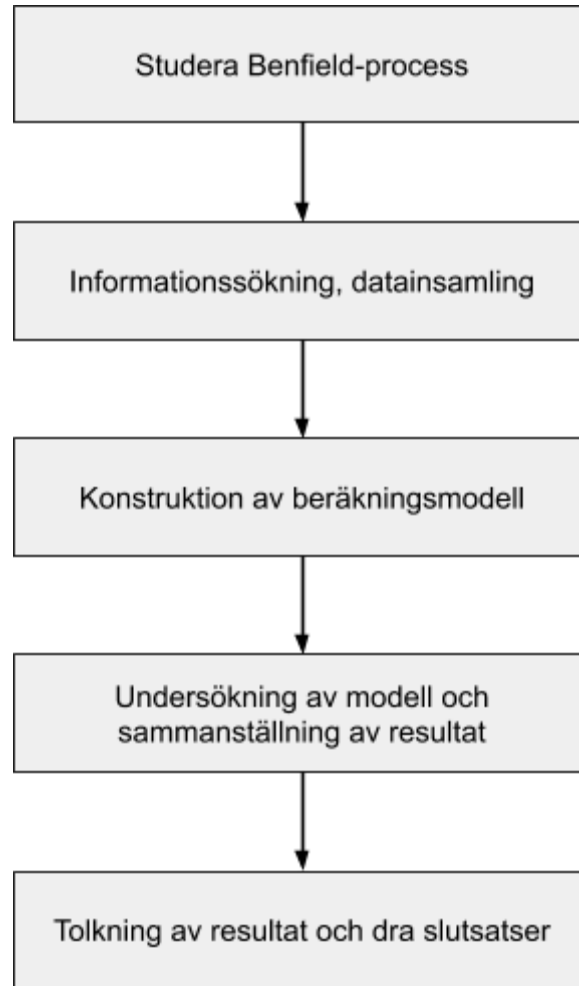 Studera Benfield-process
Informationssökning, datainsamling
Konstruktion av beräkningsmodell
Undersökning av modell och
sammanställning av resultat
Tolkning av resultat och dra slutsatser